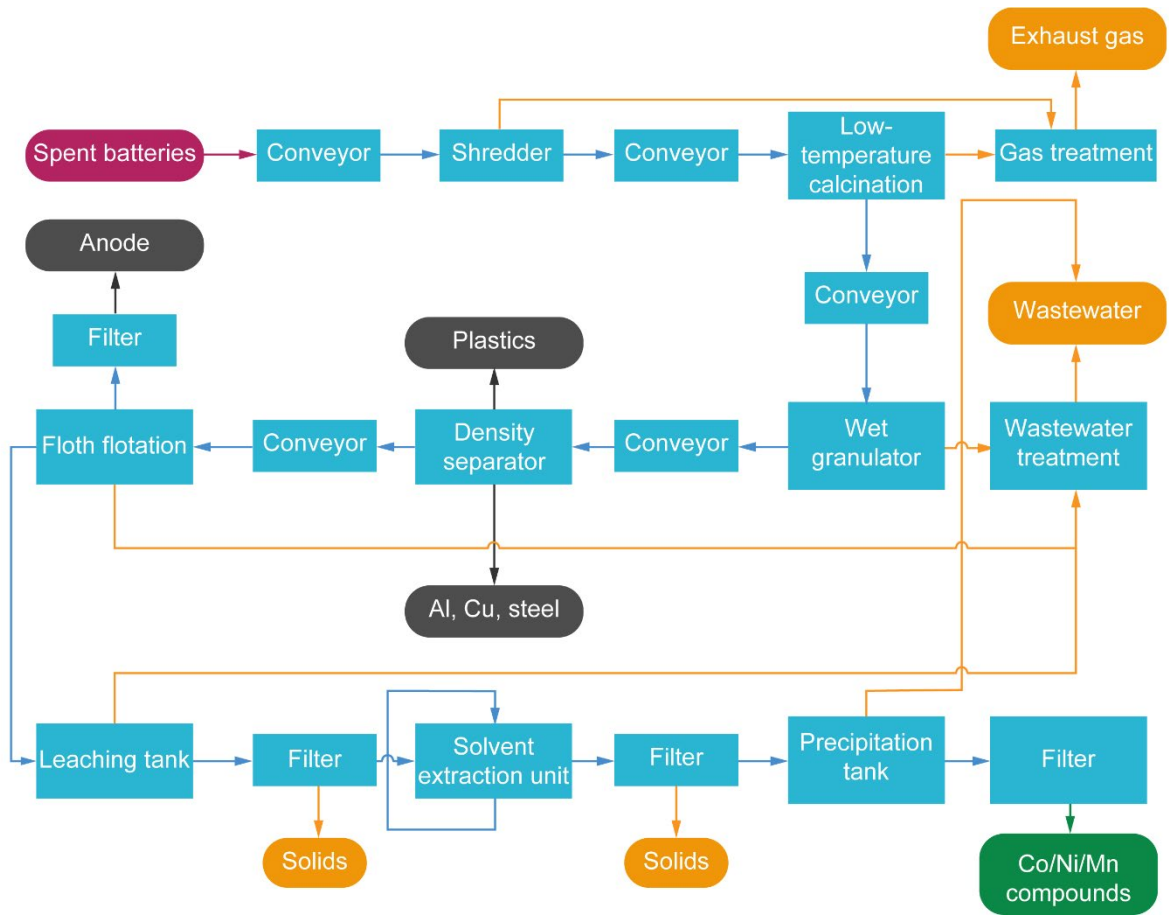 Exhaust gas
Spent batteries
Conveyor
Shredder
Conveyor
Low-
temperature
calcination
Gas treatment
Anode
Conveyor
Wastewater
Filter
Plastics
Floth flotation
Conveyor
Density
separator
Conveyor
Wet
granulator
Wastewater
treatment
Al, Cu, steel
Leaching tank
Filter
Solvent
extraction unit
Filter
Precipitation
tank
Filter
Solids
Solids
Co/Ni/Mn
compounds